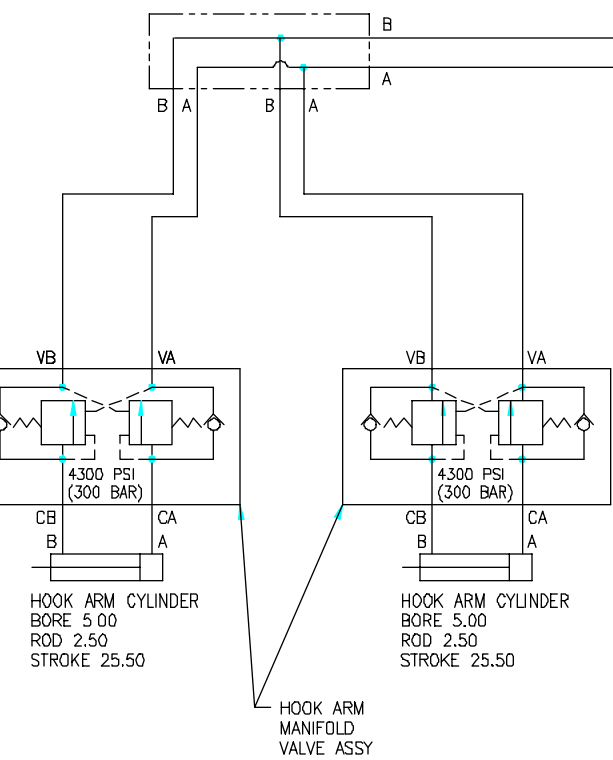 B
A
B A B A
VB VA VB VA
4300 PSI
(300 BAR)
4300 PSI
(300 BAR)
CB CA CB CA
B A B A
HOOK ARM CYLINDER
BORE 5.00
ROD 2.50
STROKE 25.50
HOOK ARM CYLINDER
BORE 5.00
ROD 2.50
STROKE 25.50
HOOK ARM
MANIFOLD
VALVE ASSY